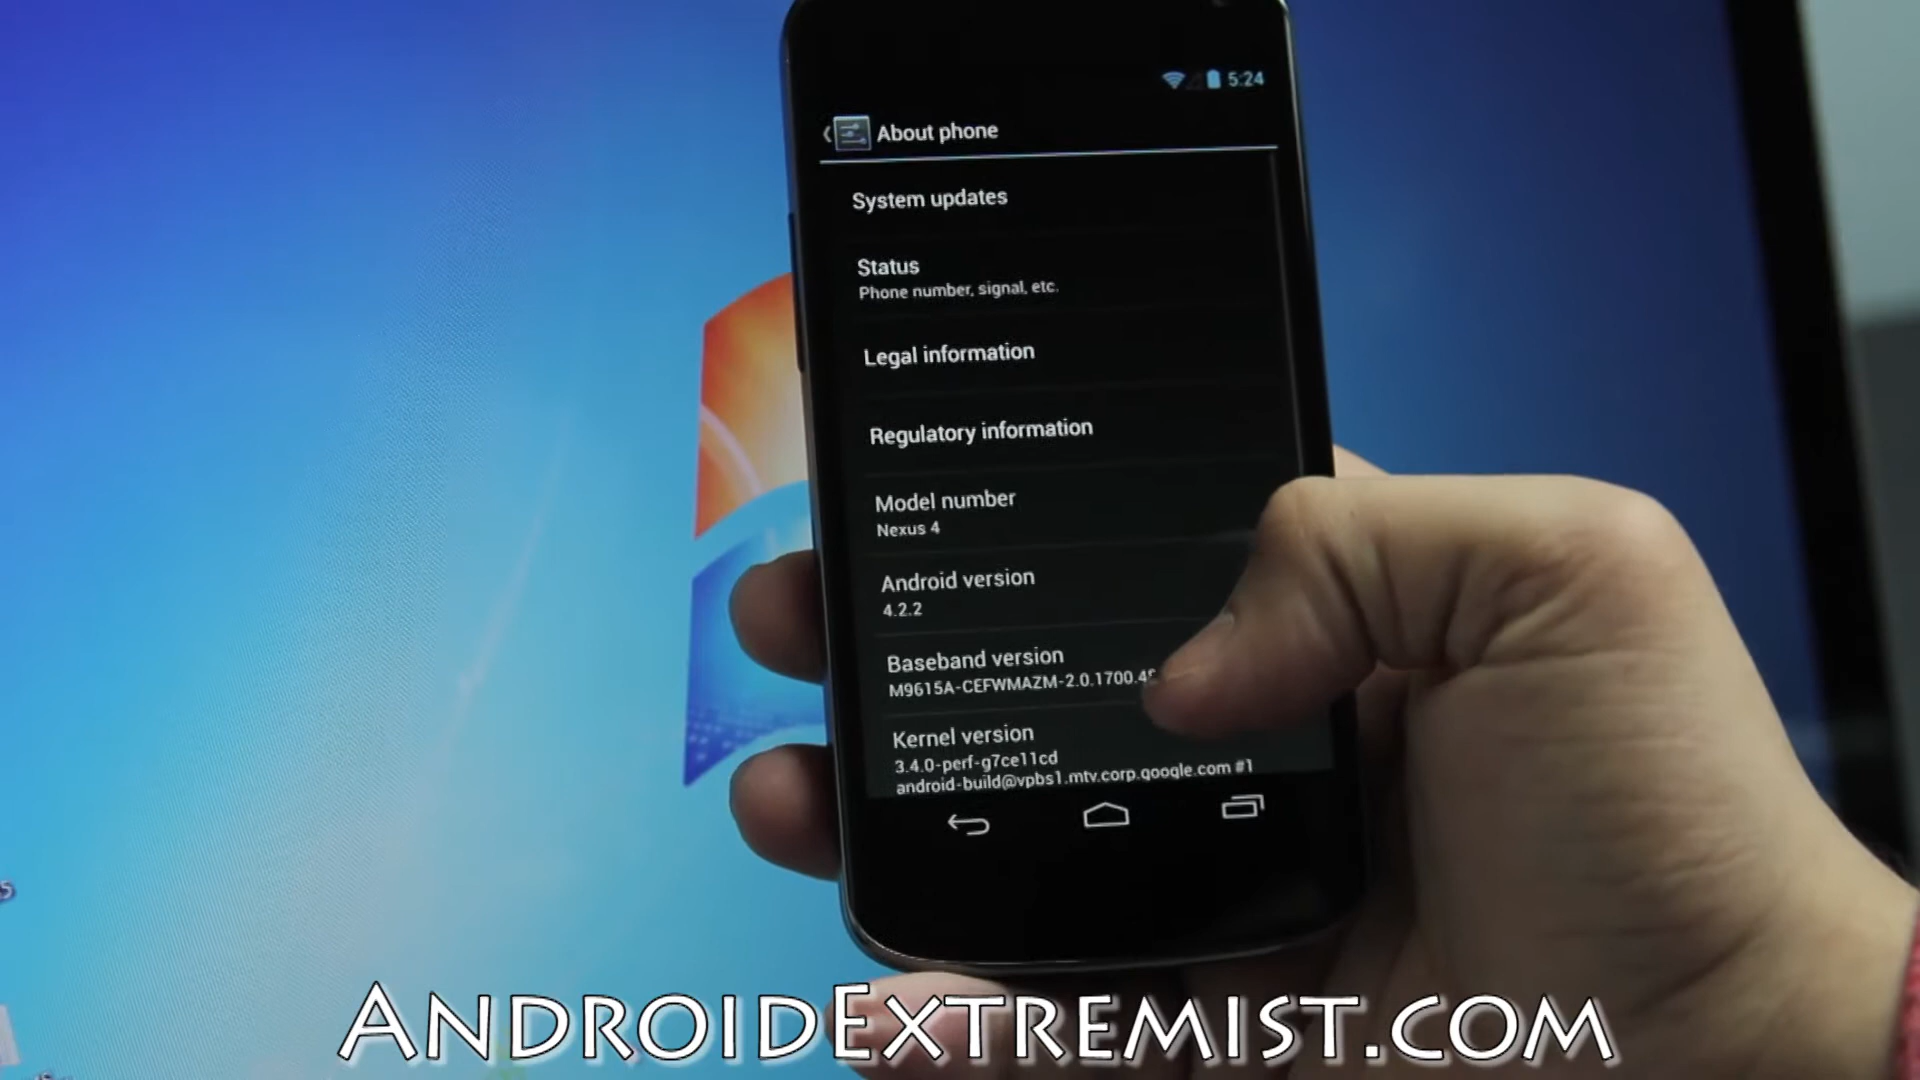 5:24
About phone
System updates
Status
Phone number, signal, etc.
Legal information
Regulatory information
Model number
Nexus 4
Android version
4.2.2
Baseband version
M9615A-CEFWMAZM-2.0.1700.4
Kernel version
3.4.0-perf-g7ce11cd
android-build@vpbs1.mtv.corp.google.com #1
AndroidExtremist.com